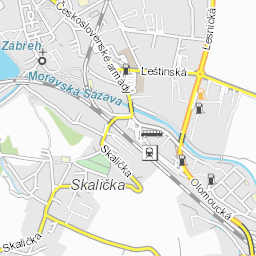 Československé armády
Lesnická
Zábřeh
Leštinská
Moravská Sázava
Skalička
Skalička
Olomoucká
Skalička